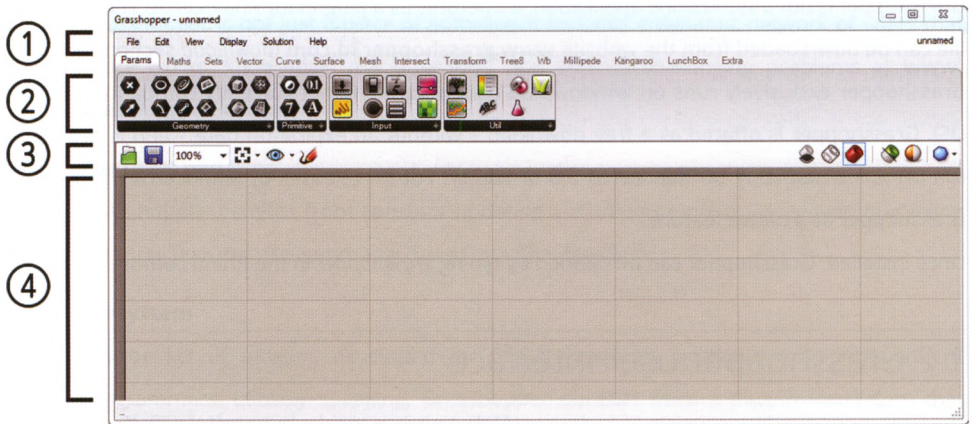 Grasshopper - unnamed
① File Edit View Display Solution Help unnamed
Params Maths Sets Vector Curve Surface Mesh Intersect Transform Tree8 Wb Millipede Kangaroo LunchBox Extra
②
Geometry Primitive Input Util
③ 100%
④